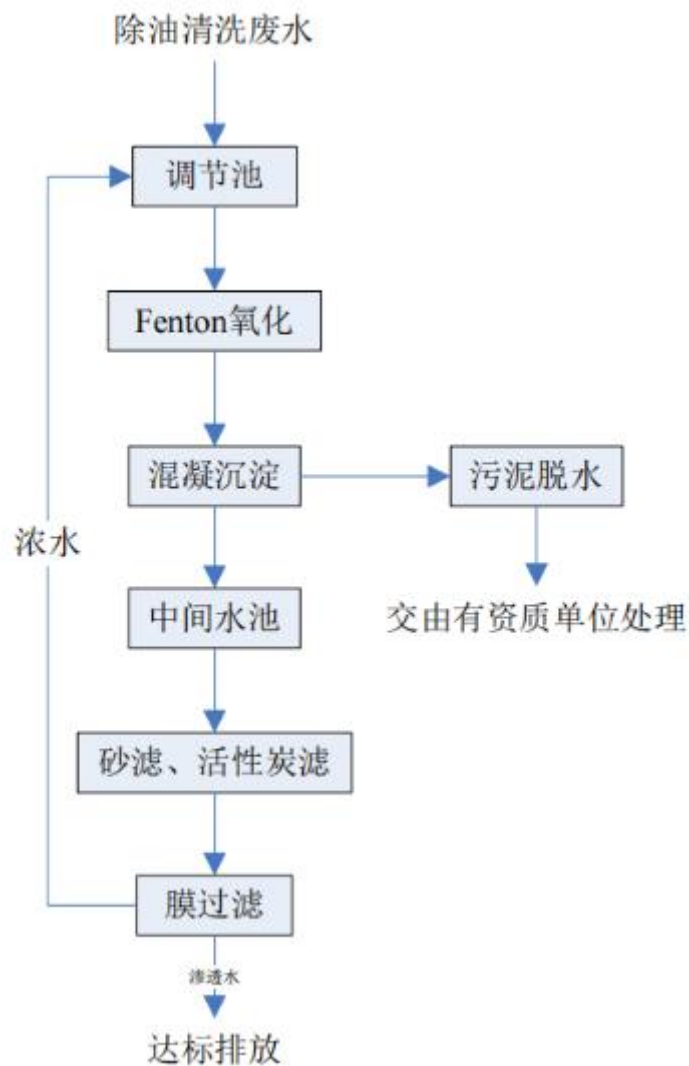 除油清洗废水
调节池
Fenton氧化
混凝沉淀
污泥脱水
浓水
中间水池
交由有资质单位处理
砂滤、活性炭滤
膜过滤
渗透水
达标排放